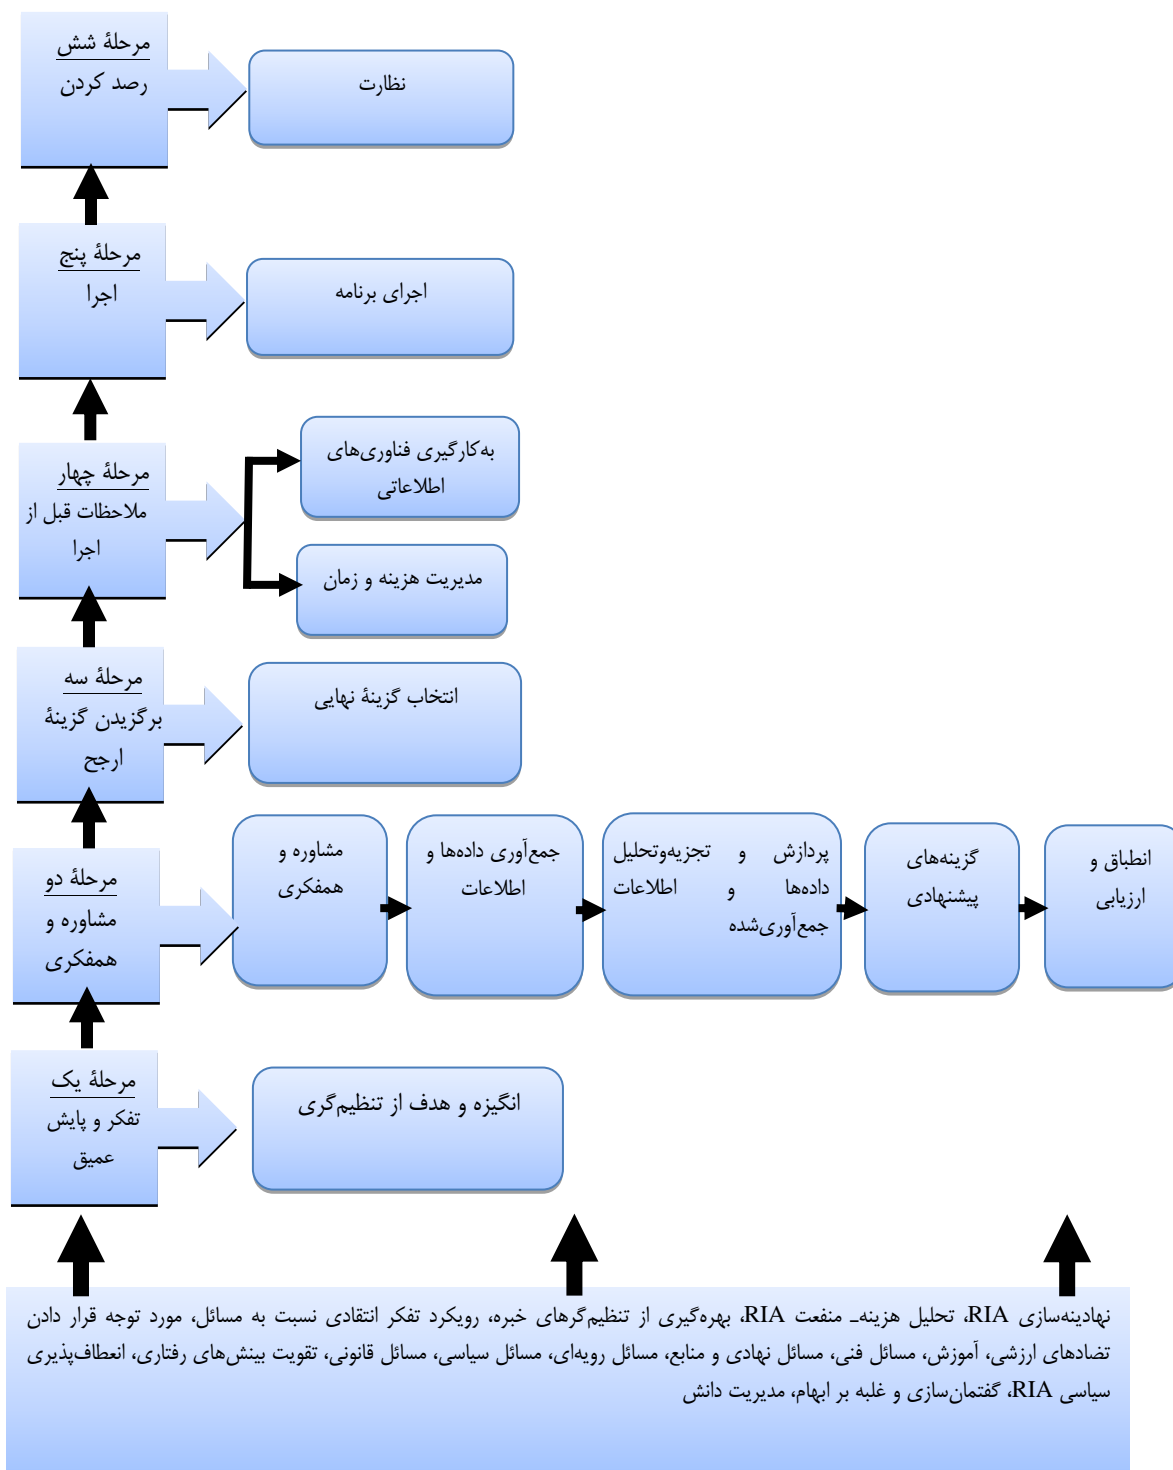 مرحلهٔ شش
رصد کردن
نظارت
مرحلهٔ پنج
اجرا
اجرای برنامه
مرحلهٔ چهار
ملاحظات قبل از
اجرا
به‌کارگیری فناوری‌های
اطلاعاتی
مدیریت هزینه و زمان
مرحلهٔ سه
برگزیدن گزینهٔ
ارجح
انتخاب گزینهٔ نهایی
مرحلهٔ دو
مشاوره و
همفکری
مشاوره و
همفکری
جمع‌آوری داده‌ها و
اطلاعات
پردازش و تجزیه‌وتحلیل
داده‌ها و اطلاعات
جمع‌آوری‌شده
گزینه‌های
پیشنهادی
انطباق و
ارزیابی
مرحلهٔ یک
تفکر و پایش
عمیق
انگیزه و هدف از تنظیم‌گری
نهادینه‌سازی RIA، تحلیل هزینه‌ـ منفعت RIA، بهره‌گیری از تنظیم‌گرهای خبره، رویکرد تفکر انتقادی نسبت به مسائل، مورد توجه قرار دادن
تضادهای ارزشی، آموزش، مسائل فنی، مسائل نهادی و منابع، مسائل رویه‌ای، مسائل سیاسی، مسائل قانونی، تقویت بینش‌های رفتاری، انعطاف‌پذیری
سیاسی RIA، گفتمان‌سازی و غلبه بر ابهام، مدیریت دانش